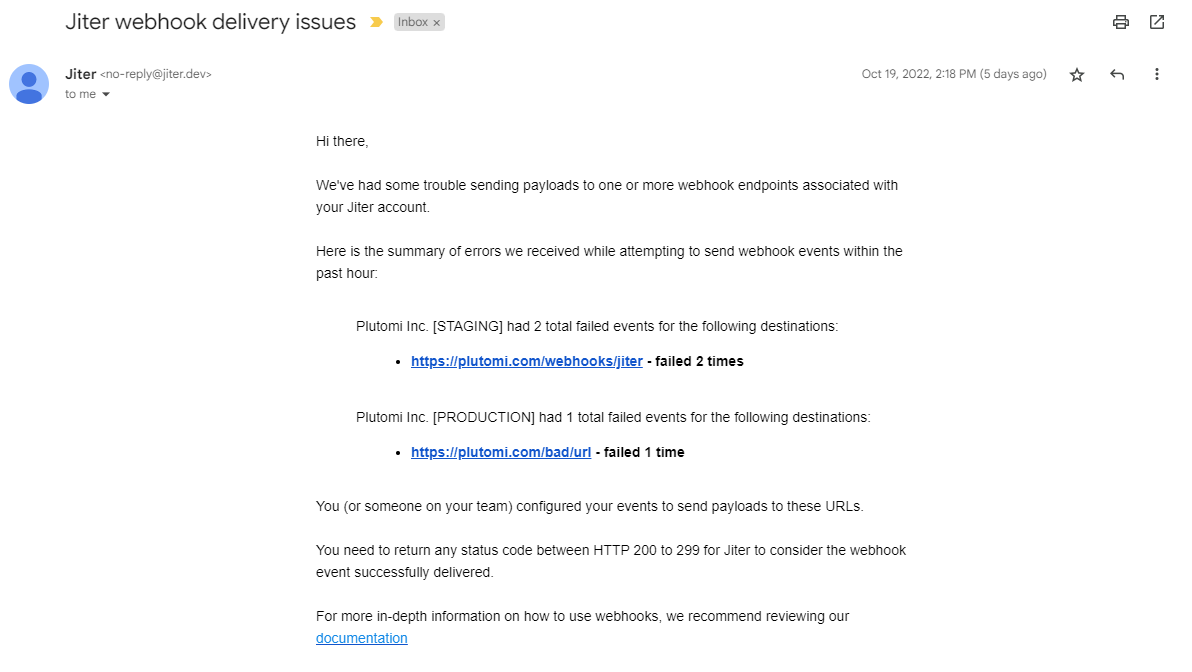 Jiter webhook delivery issues Inbox ×
Jiter <no-reply@jiter.dev> Oct 19, 2022, 2:18 PM (5 days ago)
to me
Hi there,
We've had some trouble sending payloads to one or more webhook endpoints associated with
your Jiter account.
Here is the summary of errors we received while attempting to send webhook events within the
past hour:
Plutomi Inc. [STAGING] had 2 total failed events for the following destinations:
• https://plutomi.com/webhooks/jiter - failed 2 times
Plutomi Inc. [PRODUCTION] had 1 total failed events for the following destinations:
• https://plutomi.com/bad/url - failed 1 time
You (or someone on your team) configured your events to send payloads to these URLs.
You need to return any status code between HTTP 200 to 299 for Jiter to consider the webhook
event successfully delivered.
For more in-depth information on how to use webhooks, we recommend reviewing our
documentation